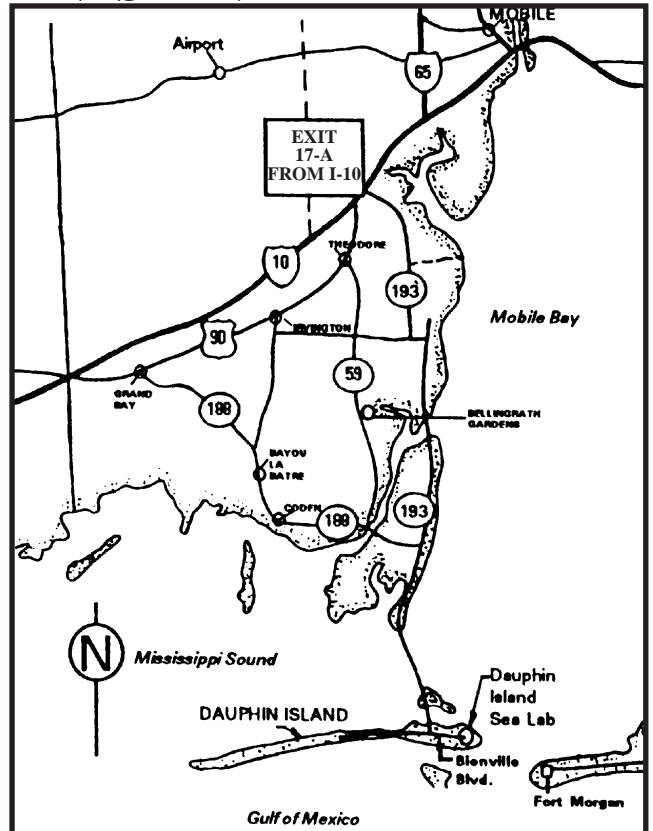 MOBILE
Airport
65
EXIT
17-A
FROM I-10
THEODORE
10
193
Mobile Bay
IRVINGTON
90
59
GRAND
BAY
188
BELLINGRATH
GARDENS
BAYOU
LA
BATRE
CODEN
188
193
N
Mississippi Sound
Dauphin
Island
Sea Lab
DAUPHIN ISLAND
Bienville
Blvd.
Fort Morgan
Gulf of Mexico